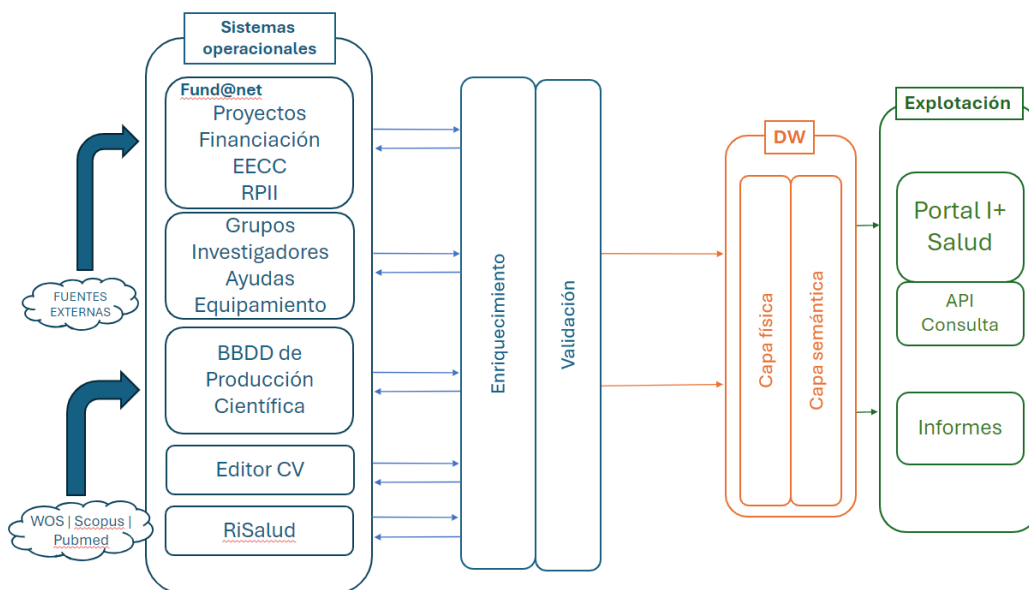 Sistemas
operacionales
Fund@net
Proyectos
Financiación
EECC
RPII
Grupos
Investigadores
Ayudas
Equipamiento
BBDD de
Producción
Científica
Editor CV
RiSalud
FUENTES
EXTERNAS
WOS | Scopus |
Pubmed
Enriquecimiento
Validación
DW
Capa física
Capa semántica
Explotación
Portal I+
Salud
API
Consulta
Informes